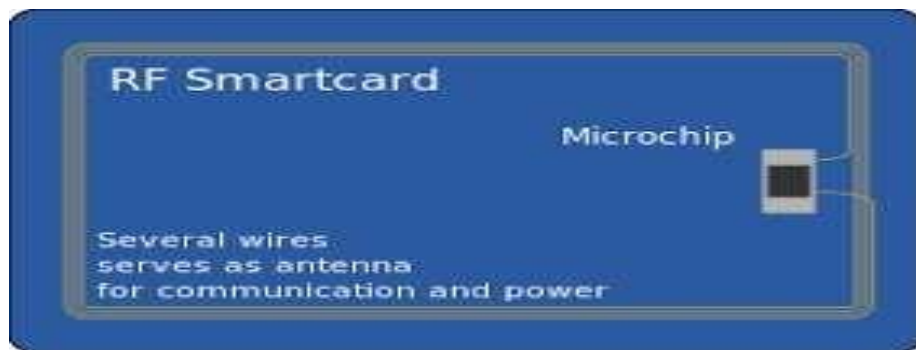 RF Smartcard
Microchip
Several wires
serves as antenna
for communication and power